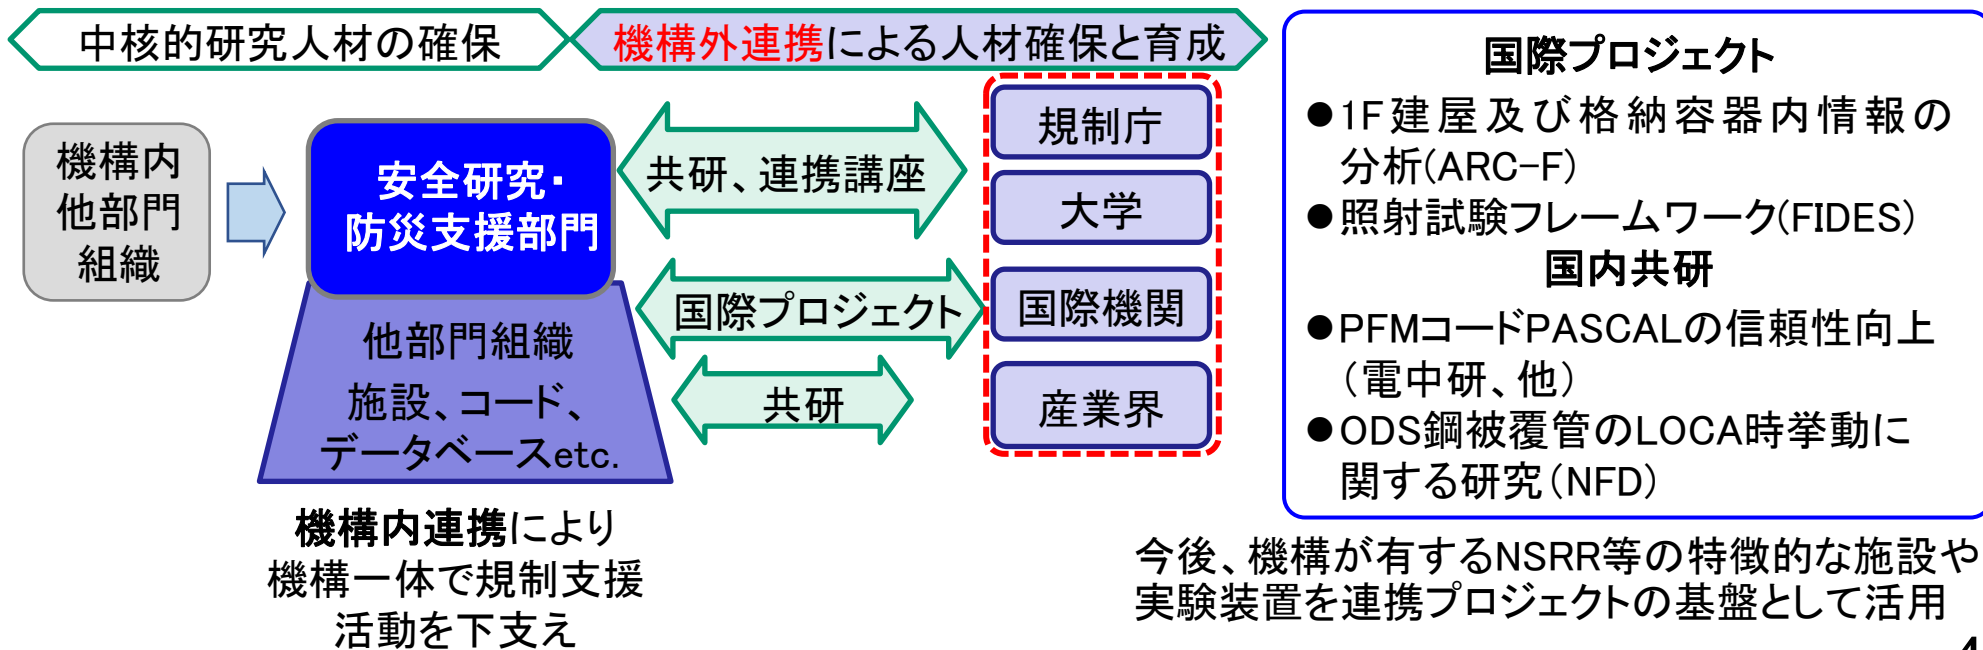 中核的研究人材の確保
機構外連携による人材確保と育成
機構内
他部門
組織
安全研究・
防災支援部門
他部門組織
施設、コード、
データベースetc.
機構内連携により
機構一体で規制支援
活動を下支え
共研、連携講座
国際プロジェクト
共研
規制庁
大学
国際機関
産業界
国際プロジェクト
●1F建屋及び格納容器内情報の
分析(ARC-F)
●照射試験フレームワーク(FIDES)
国内共研
●PFMコードPASCALの信頼性向上
（電中研、他）
●ODS鋼被覆管のLOCA時挙動に
関する研究（NFD）
今後、機構が有するNSRR等の特徴的な施設や
実験装置を連携プロジェクトの基盤として活用
4